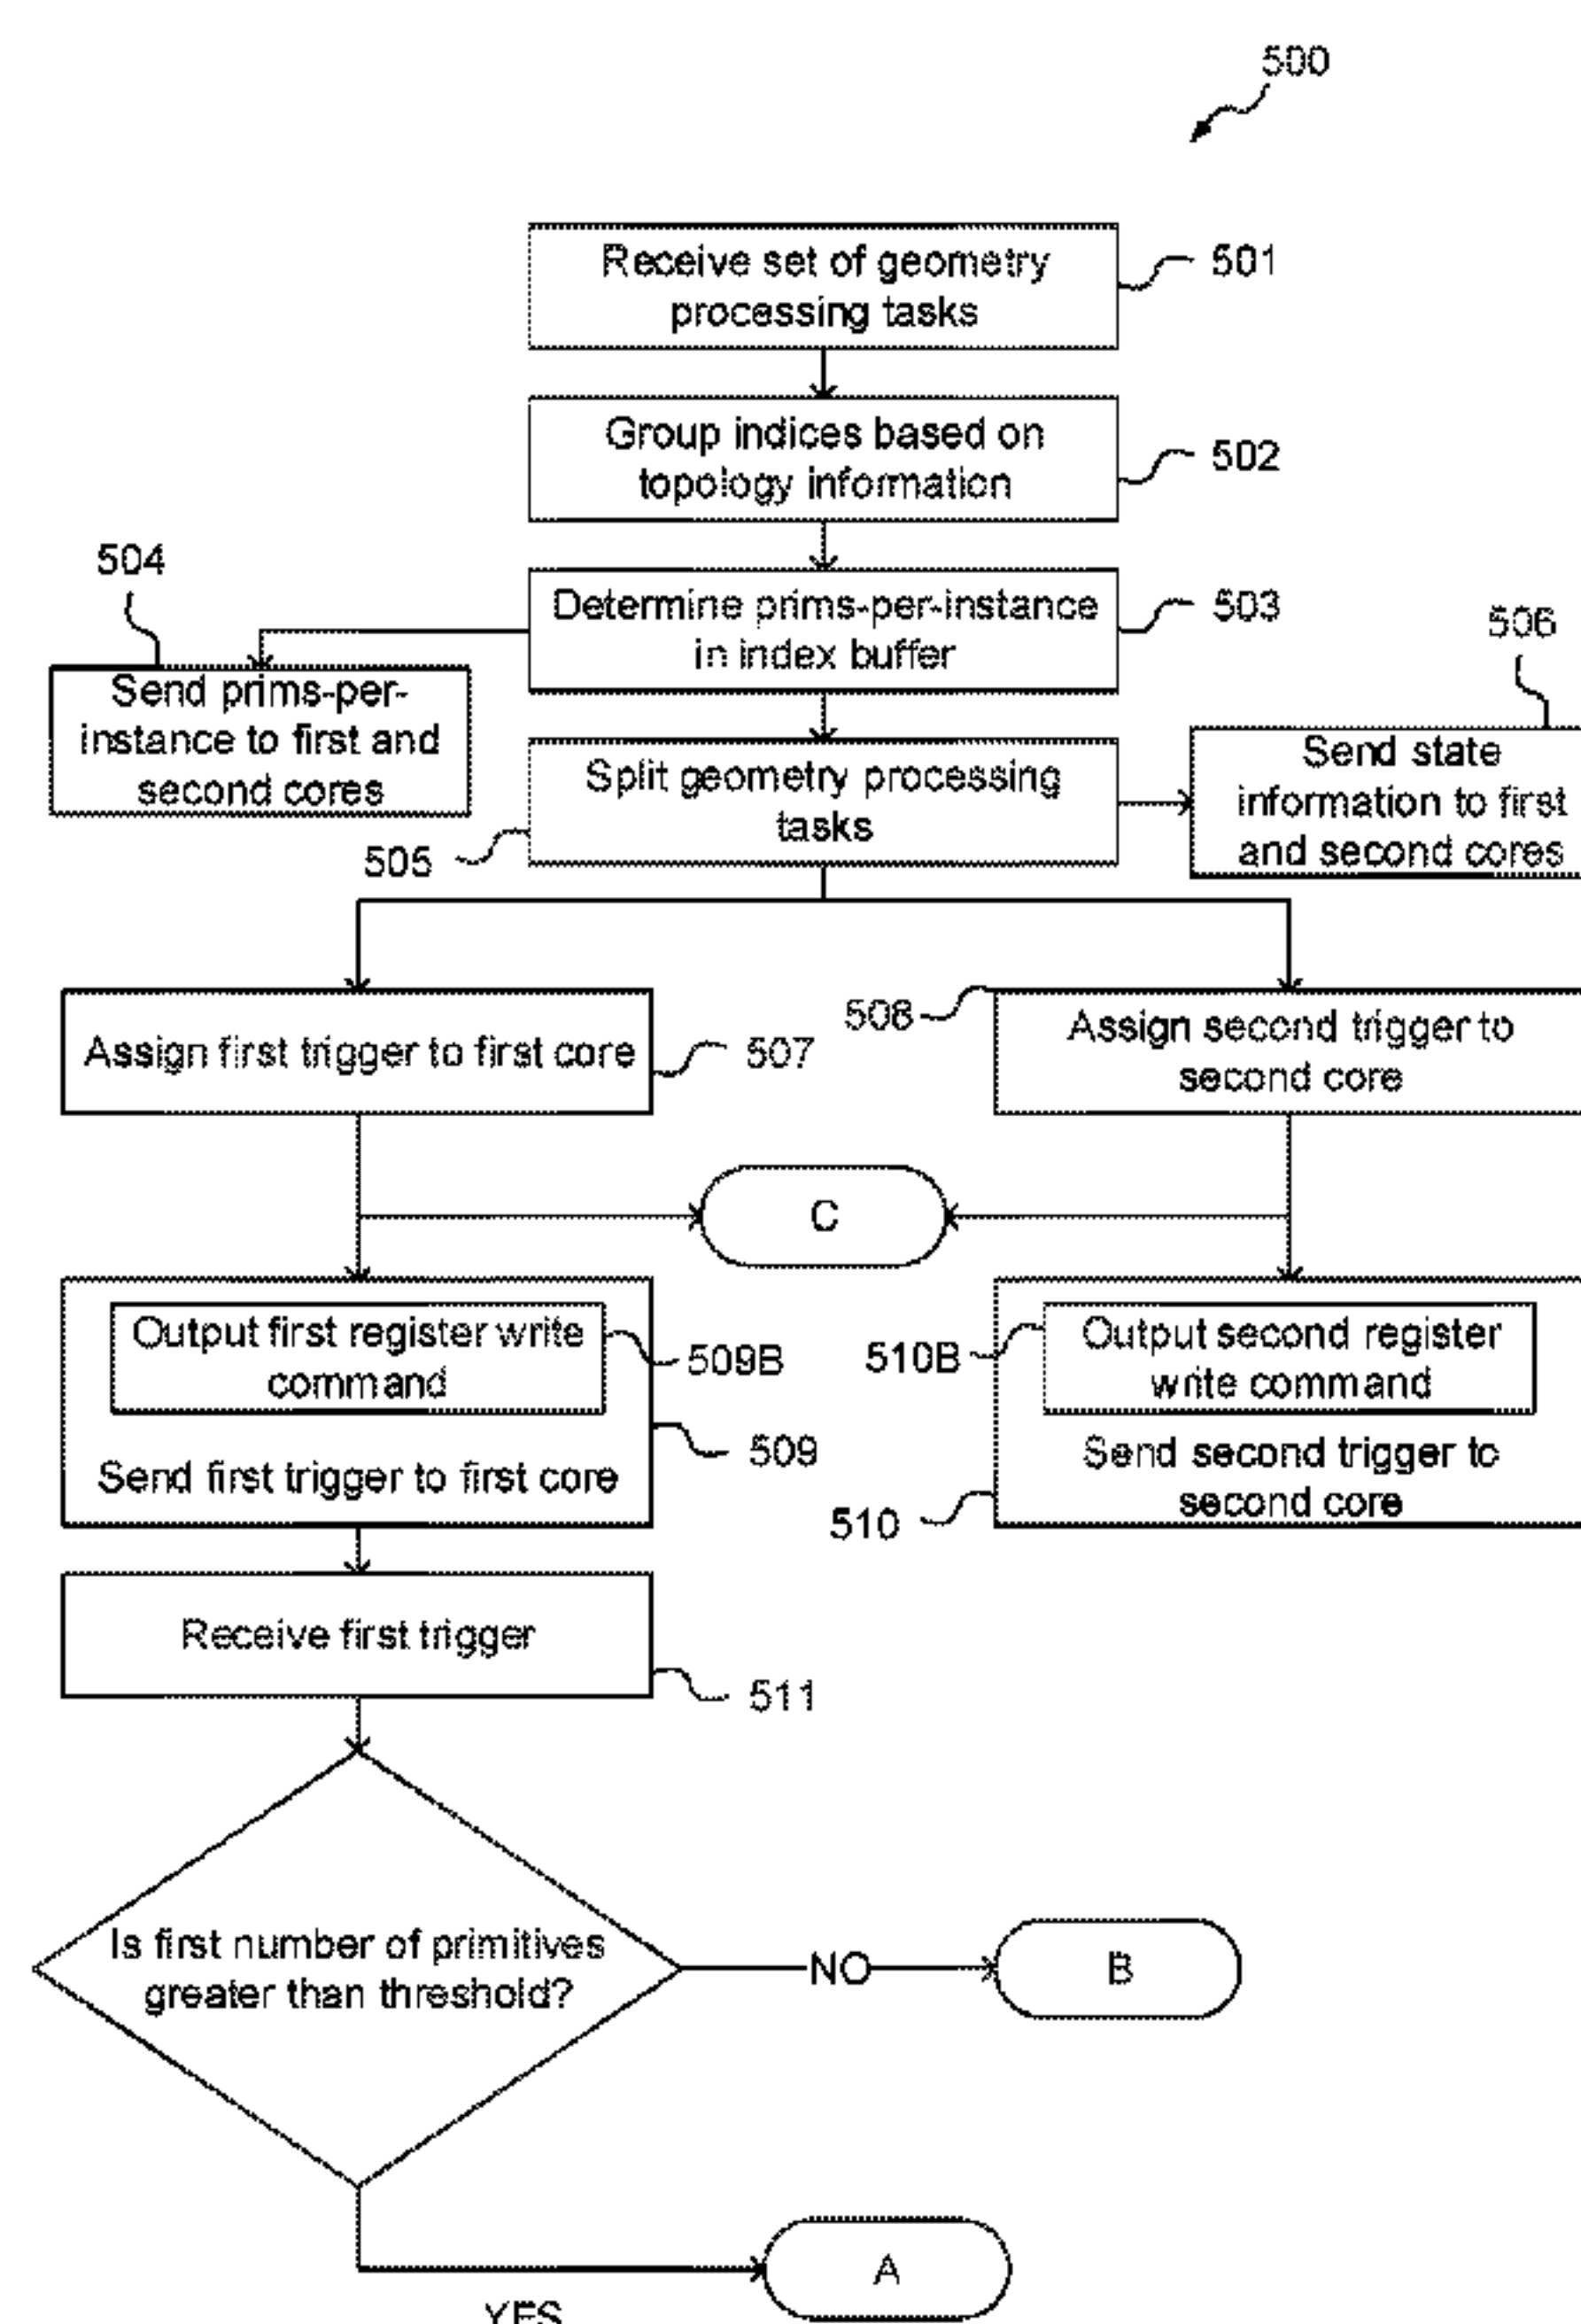 500
Receive set of geometry
processing tasks
501
Group indices based on
topology information
502
504
Determine prims-per-instance
in index buffer
503
506
Send prims-per-
instance to first and
second cores
Split geometry processing
tasks
505
Send state
information to first
and second cores
Assign first trigger to first core
507
508
Assign second trigger to
second core
C
Output first register write
command
509B
Send first trigger to first core
509
510B
Output second register
write command
Send second trigger to
second core
510
Receive first trigger
511
Is first number of primitives
greater than threshold?
NO
B
A
YES